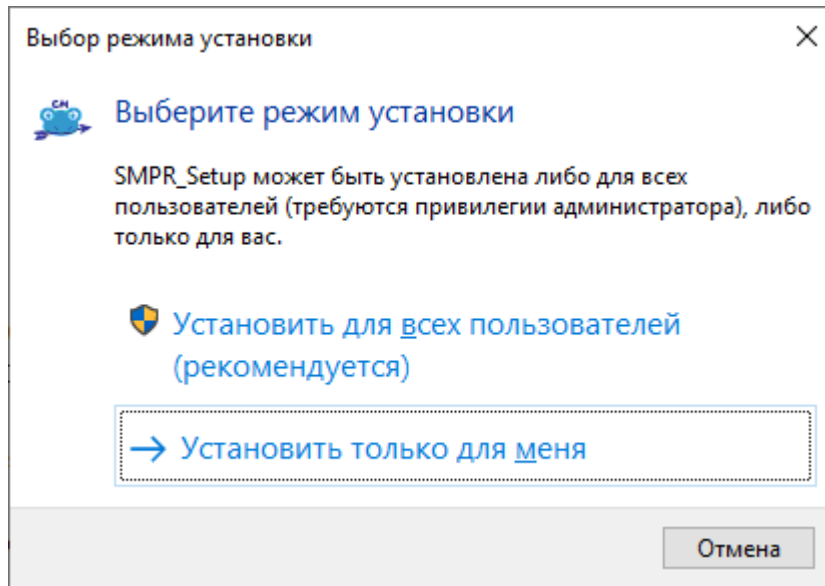 Выбор режима установки
СМ
Выберите режим установки
SMPR_Setup может быть установлена либо для всех
пользователей (требуются привилегии администратора), либо
только для вас.
Установить для всех пользователей
(рекомендуется)
Установить только для меня
Отмена